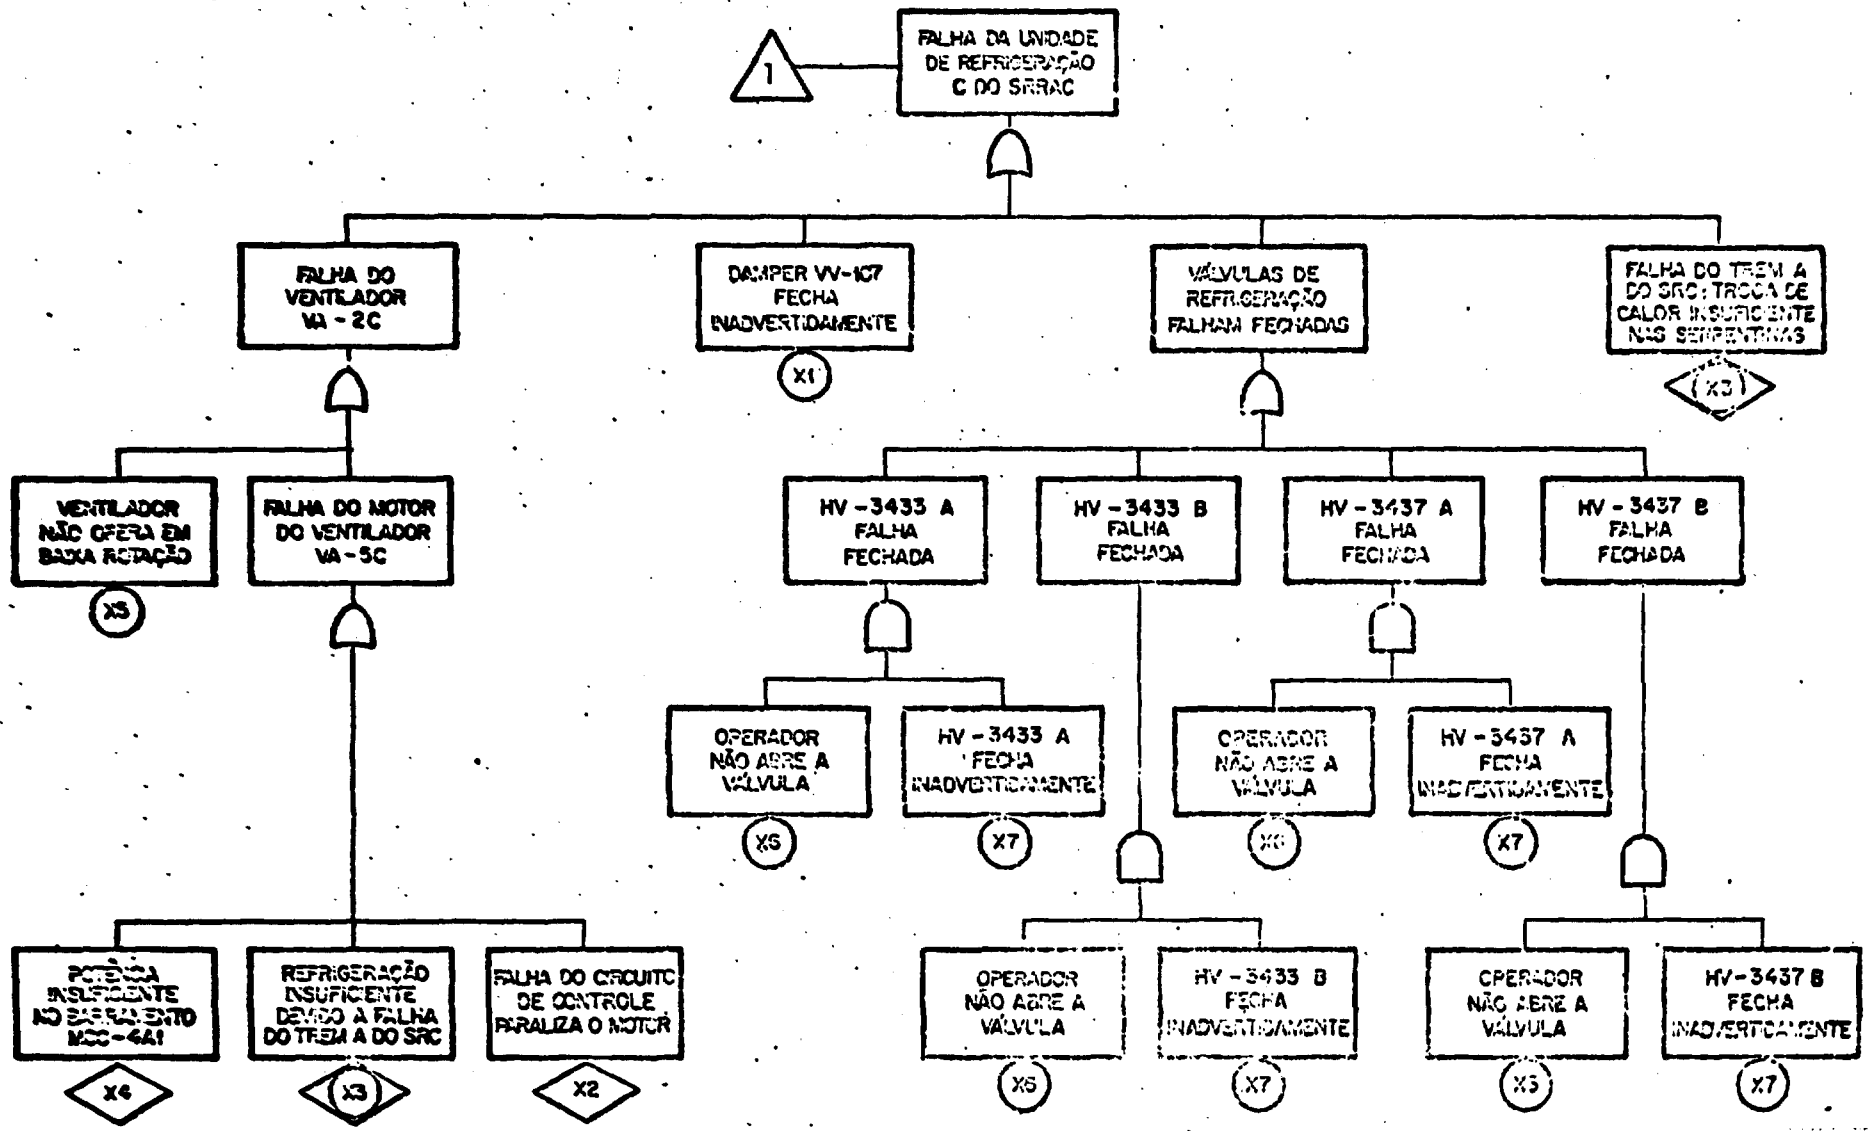 FALHA DA UNIDADE
DE REFRIGERAÇÃO
C DO SRRAC
1
FALHA DO
VENTILADOR
VA - 2C
DAMPER VV-107
FECHA
INADVERTIDAMENTE
X1
VÁLVULAS DE
REFRIGERAÇÃO
FALHAM FECHADAS
FALHA DO TREM A
DO SRC: TROCA DE
CALOR INSUFICIENTE
NAS SERPENTINAS
X3
VENTILADOR
NÃO OPERA EM
BAIXA ROTAÇÃO
X5
FALHA DO MOTOR
DO VENTILADOR
VA-5C
HV - 3433 A
FALHA
FECHADA
HV - 3433 B
FALHA
FECHADA
HV - 3437 A
FALHA
FECHADA
HV - 3437 B
FALHA
FECHADA
OPERADOR
NÃO ABRE A
VÁLVULA
X6
HV - 3433 A
FECHA
INADVERTIDAMENTE
X7
OPERADOR
NÃO ABRE A
VÁLVULA
X6
HV - 3437 A
FECHA
INADVERTIDAMENTE
X7
POTÊNCIA
INSUFICIENTE
NO BARRAMENTO
MCC-4A1
X4
REFRIGERAÇÃO
INSUFICIENTE
DEVIDO A FALHA
DO TREM A DO SRC
X3
FALHA DO CIRCUITO
DE CONTROLE
PARALIZA O MOTOR
X2
OPERADOR
NÃO ABRE A
VÁLVULA
X6
HV - 3433 B
FECHA
INADVERTIDAMENTE
X7
OPERADOR
NÃO ABRE A
VÁLVULA
X6
HV-3437 B
FECHA
INADVERTIDAMENTE
X7